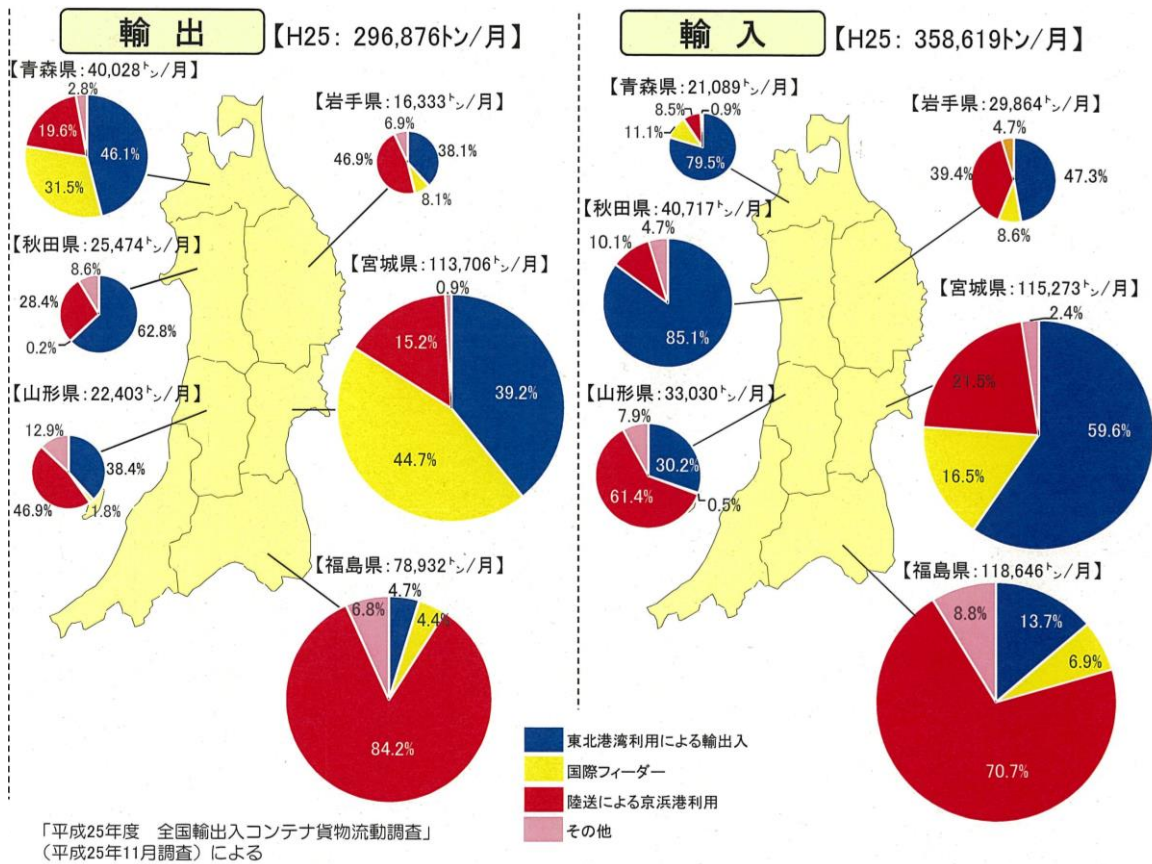 輸出
【H25: 296,876トン/月】
【青森県:40,028トン/月】
2.8%
19.6%
46.1%
31.5%
【岩手県:16,333トン/月】
6.9%
46.9%
38.1%
8.1%
【秋田県:25,474トン/月】
8.6%
28.4%
0.2%
62.8%
【宮城県:113,706トン/月】
0.9%
15.2%
39.2%
44.7%
【山形県:22,403トン/月】
12.9%
38.4%
46.9%
1.8%
【福島県:78,932トン/月】
4.7%
6.8%
4.4%
84.2%
輸入
【H25: 358,619トン/月】
【青森県:21,089トン/月】
8.5%
0.9%
11.1%
79.5%
【岩手県:29,864トン/月】
4.7%
39.4%
47.3%
8.6%
【秋田県:40,717トン/月】
4.7%
10.1%
85.1%
【宮城県:115,273トン/月】
2.4%
21.5%
59.6%
16.5%
【山形県:33,030トン/月】
7.9%
30.2%
61.4%
0.5%
【福島県:118,646トン/月】
8.8%
13.7%
6.9%
70.7%
東北港湾利用による輸出入
国際フィーダー
陸送による京浜港利用
その他
「平成25年度 全国輸出入コンテナ貨物流動調査」
(平成25年11月調査)による